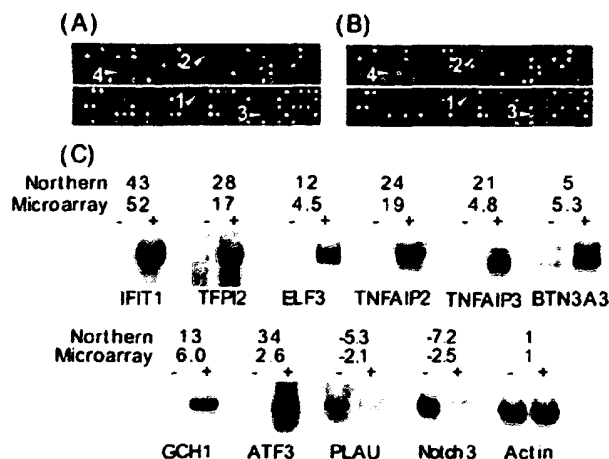 (A) (B)
2 2
4 4
1 1
3 3
(C)
Northern 43 28 12 24 21 5
Microarray 52 17 4.5 19 4.8 5.3
- + - + - + - + - + - +
IFIT1 TFPI2 ELF3 TNFAIP2 TNFAIP3 BTN3A3
Northern 13 34 -5.3 -7.2 1
Microarray 6.0 2.6 -2.1 -2.5 1
- + - + - + - + - +
GCH1 ATF3 PLAU Notch3 Actin